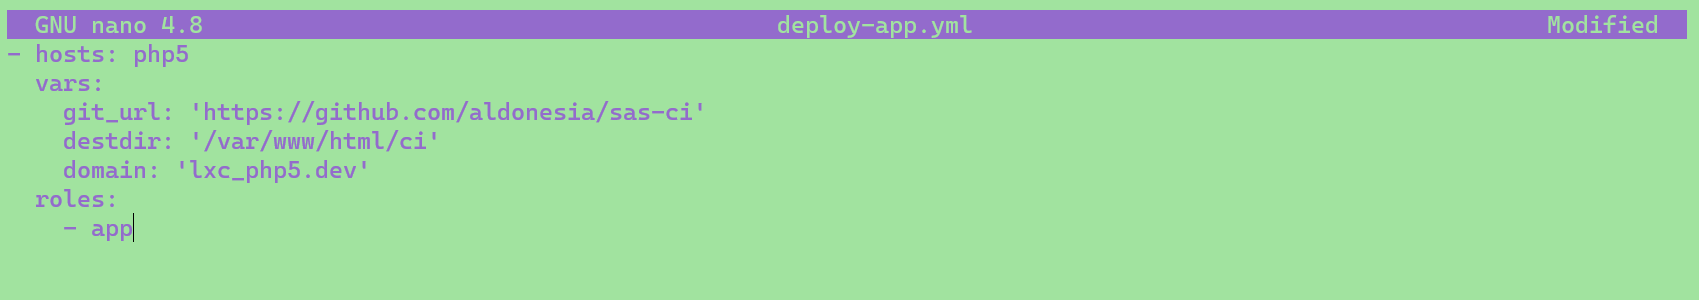 GNU nano 4.8 deploy-app.yml Modified
- hosts: php5
  vars:
    git_url: 'https://github.com/aldonesia/sas-ci'
    destdir: '/var/www/html/ci'
    domain: 'lxc_php5.dev'
  roles:
    - app